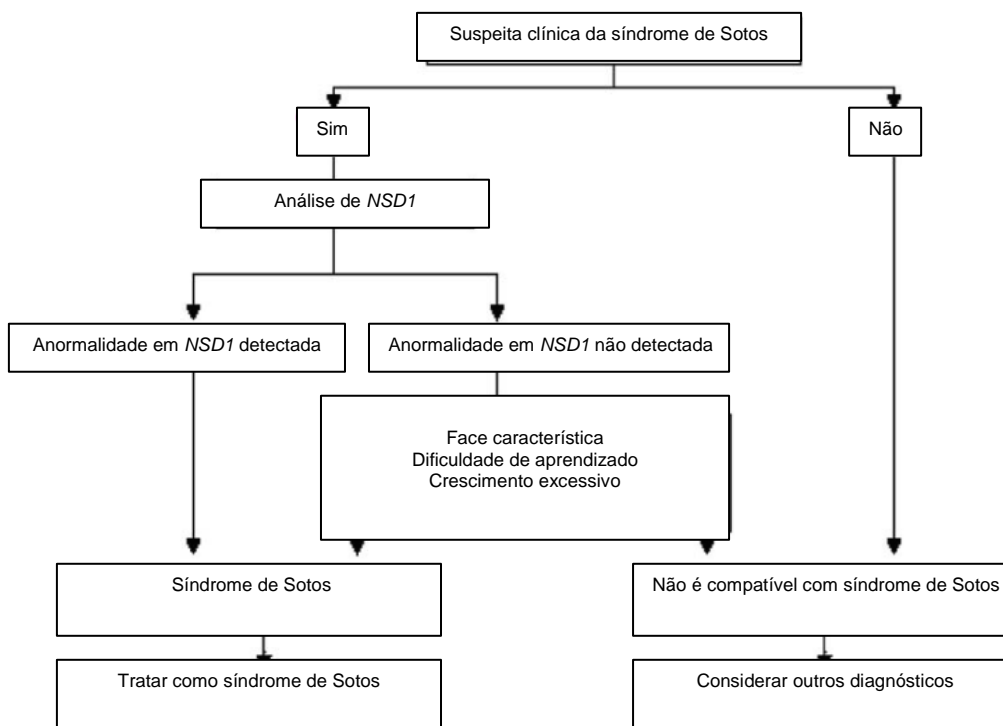 Suspeita clínica da síndrome de Sotos
Sim
Não
Análise de NSD1
Anormalidade em NSD1 detectada
Anormalidade em NSD1 não detectada
Face característica
Dificuldade de aprendizado
Crescimento excessivo
Síndrome de Sotos
Não é compatível com síndrome de Sotos
Tratar como síndrome de Sotos
Considerar outros diagnósticos